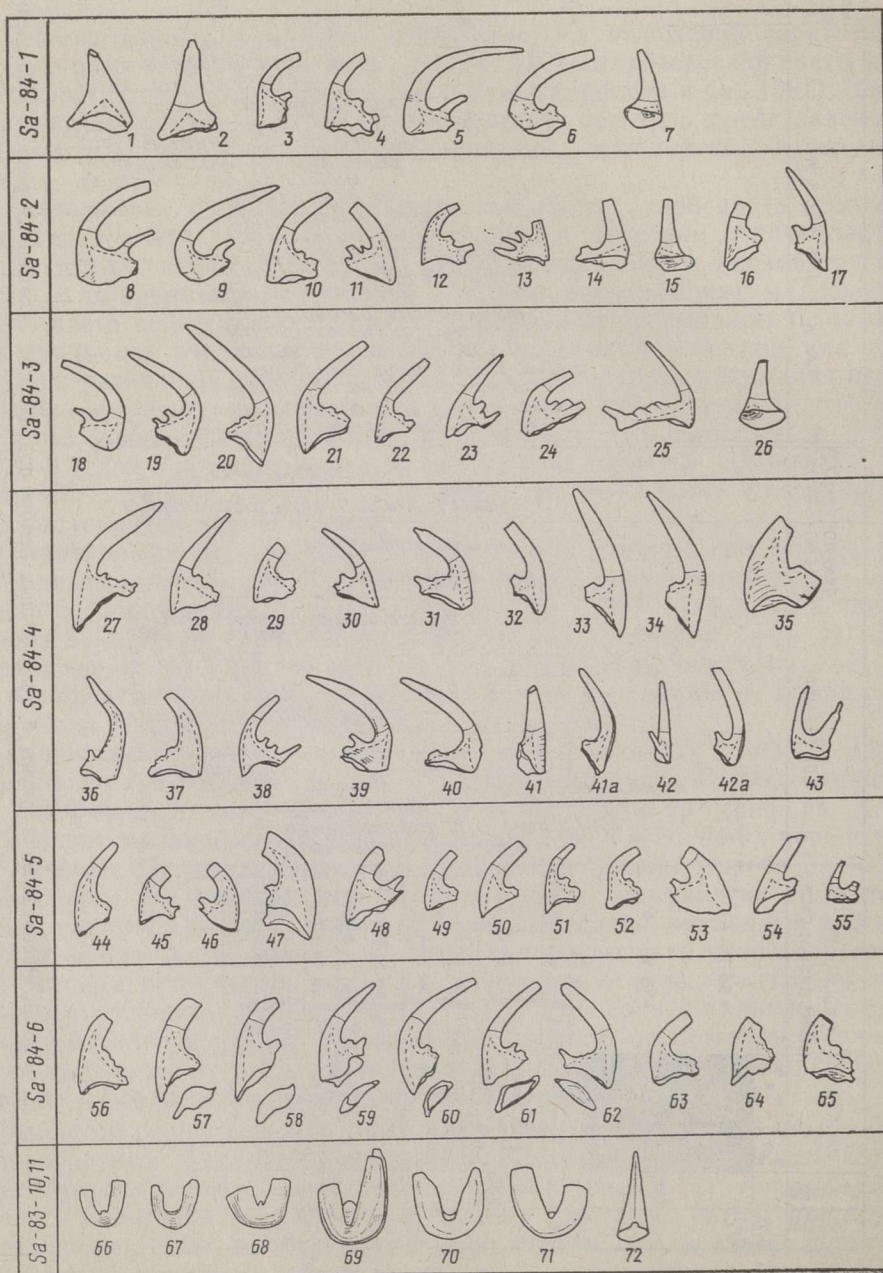 Sa-84-1
1 2 3 4 5 6 7
Sa-84-2
8 9 10 11 12 13 14 15 16 17
Sa-84-3
18 19 20 21 22 23 24 25 26
Sa-84-4
27 28 29 30 31 32 33 34 35
36 37 38 39 40 41 41a 42 42a 43
Sa-84-5
44 45 46 47 48 49 50 51 52 53 54 55
Sa-84-6
56 57 58 59 60 61 62 63 64 65
Sa-83-10,11
66 67 68 69 70 71 72